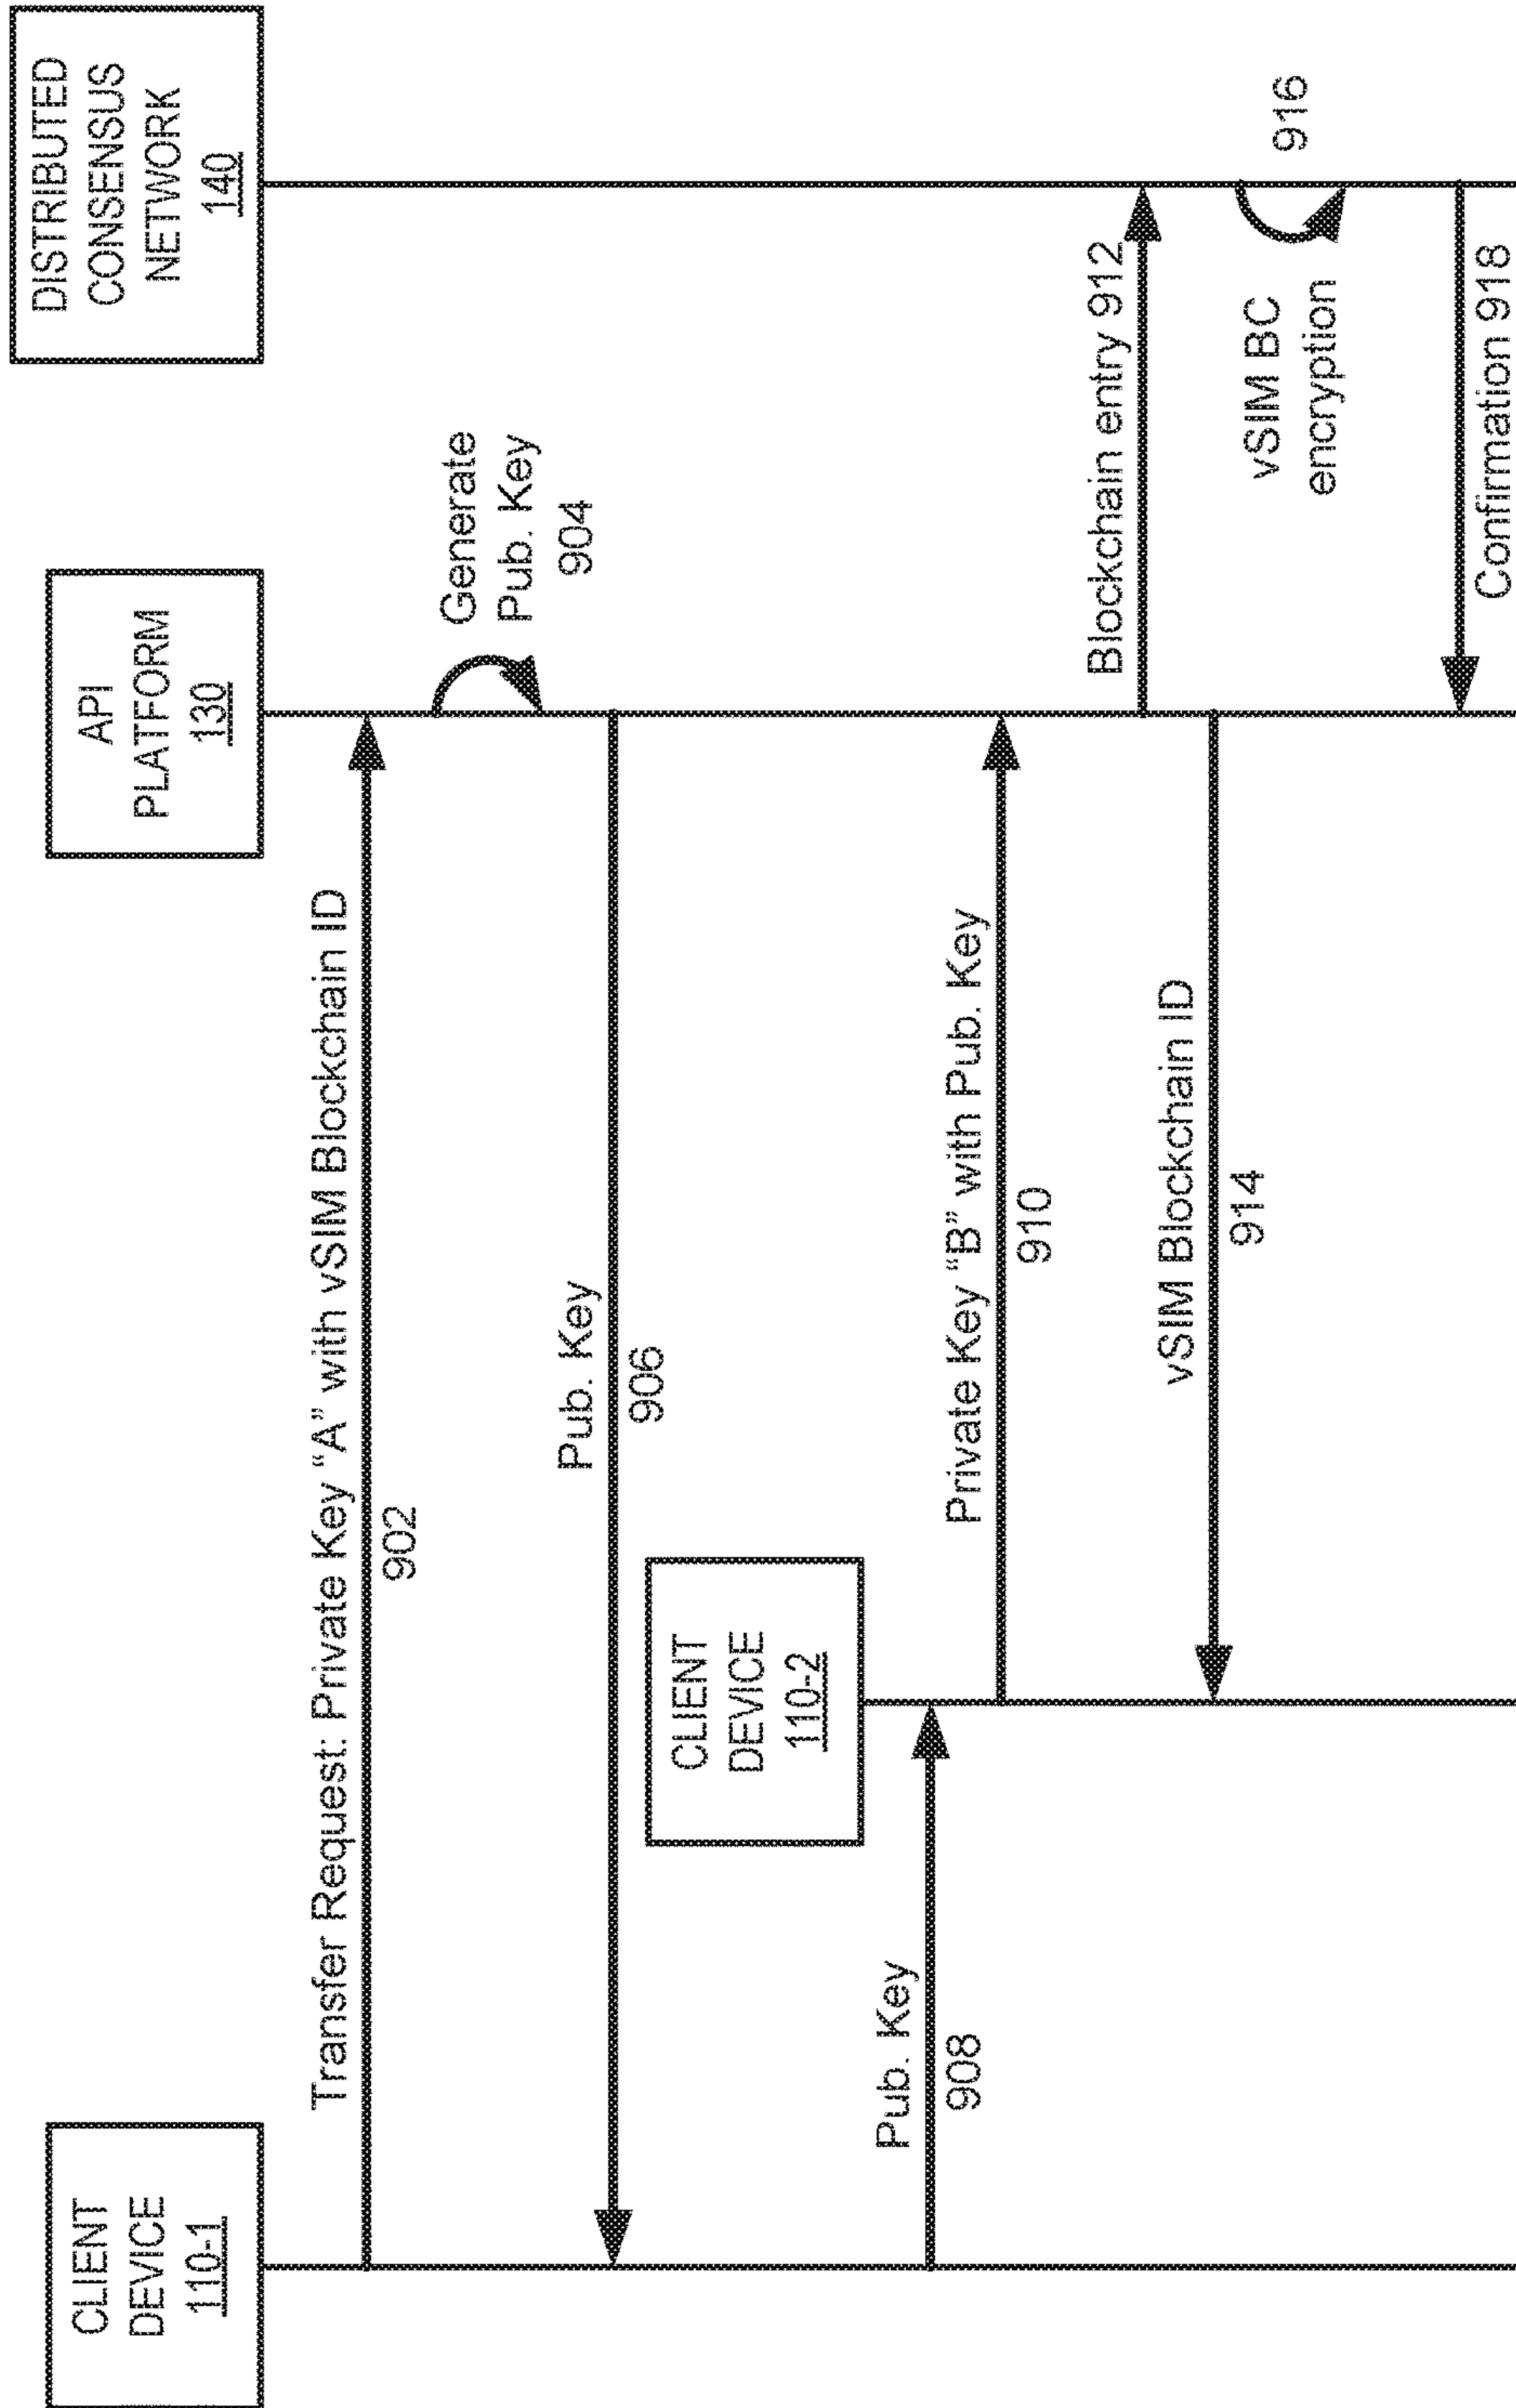 CLIENT
DEVICE
110-1
API
PLATFORM
130
DISTRIBUTED
CONSENSUS
NETWORK
140
Transfer Request: Private Key “A” with vSIM Blockchain ID
902
Generate
Pub. Key
904
Pub. Key
906
CLIENT
DEVICE
110-2
Pub. Key
908
Private Key “B” with Pub. Key
910
Blockchain entry 912
vSIM Blockchain ID
914
vSIM BC
encryption
916
Confirmation 918